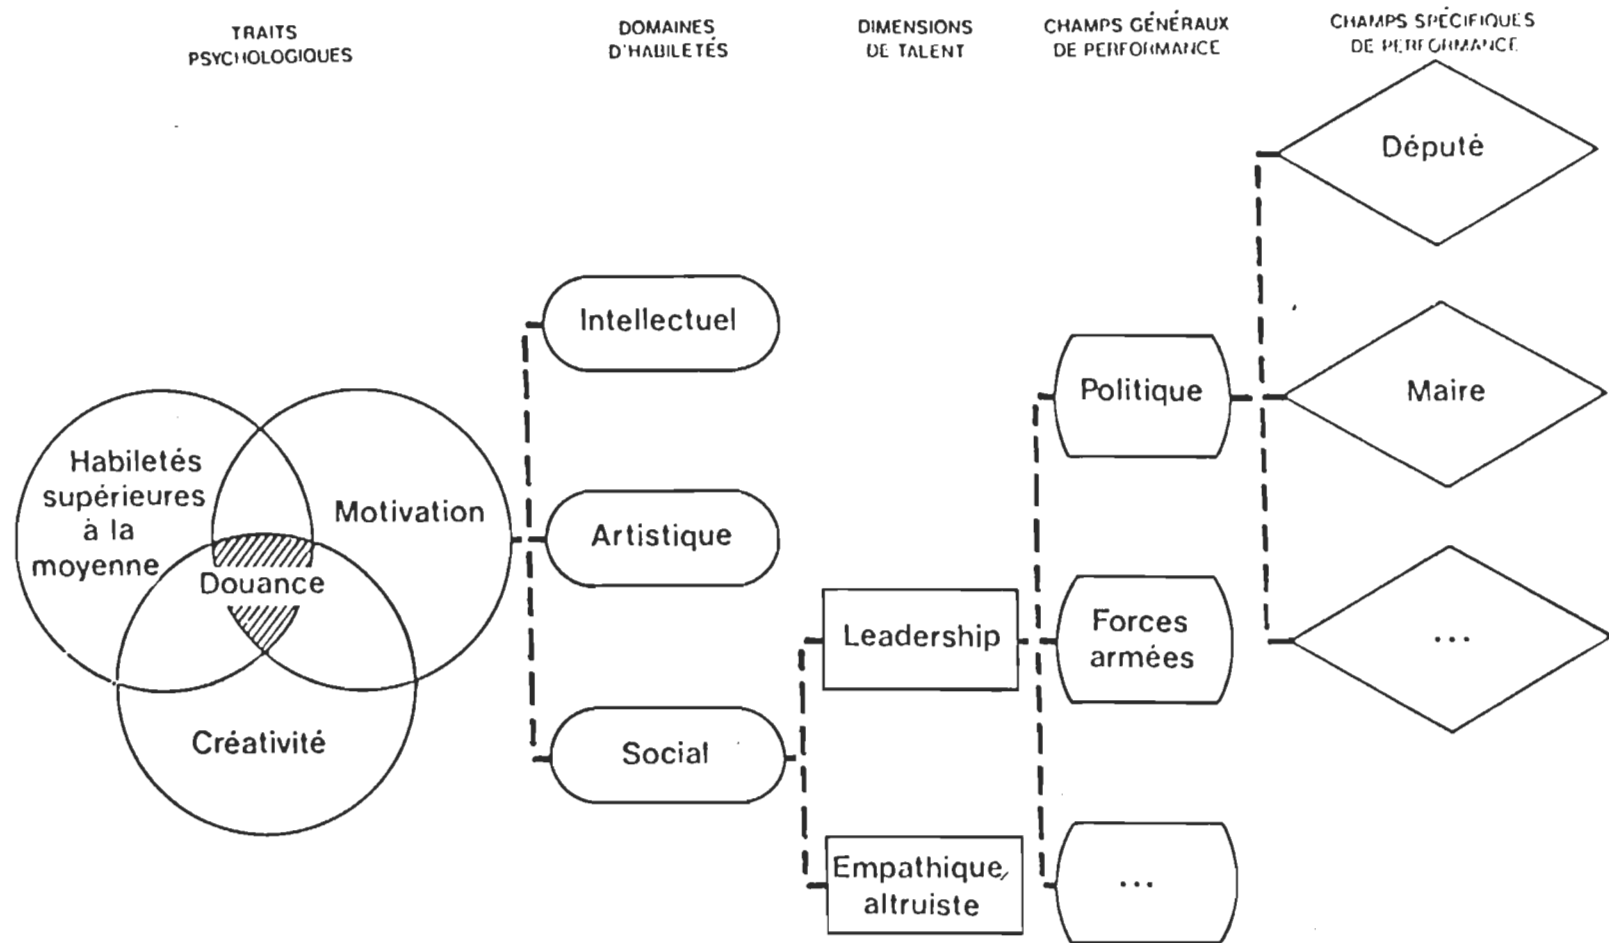 TRAITS
PSYCHOLOGIQUES
DOMAINES
D'HABILETÉS
DIMENSIONS
DE TALENT
CHAMPS GÉNÉRAUX
DE PERFORMANCE
CHAMPS SPÉCIFIQUES
DE PERFORMANCE
Habiletés
supérieures
à la
moyenne
Motivation
Douance
Créativité
Intellectuel
Artistique
Social
Leadership
Empathique,
altruiste
Politique
Forces
armées
...
Député
Maire
...